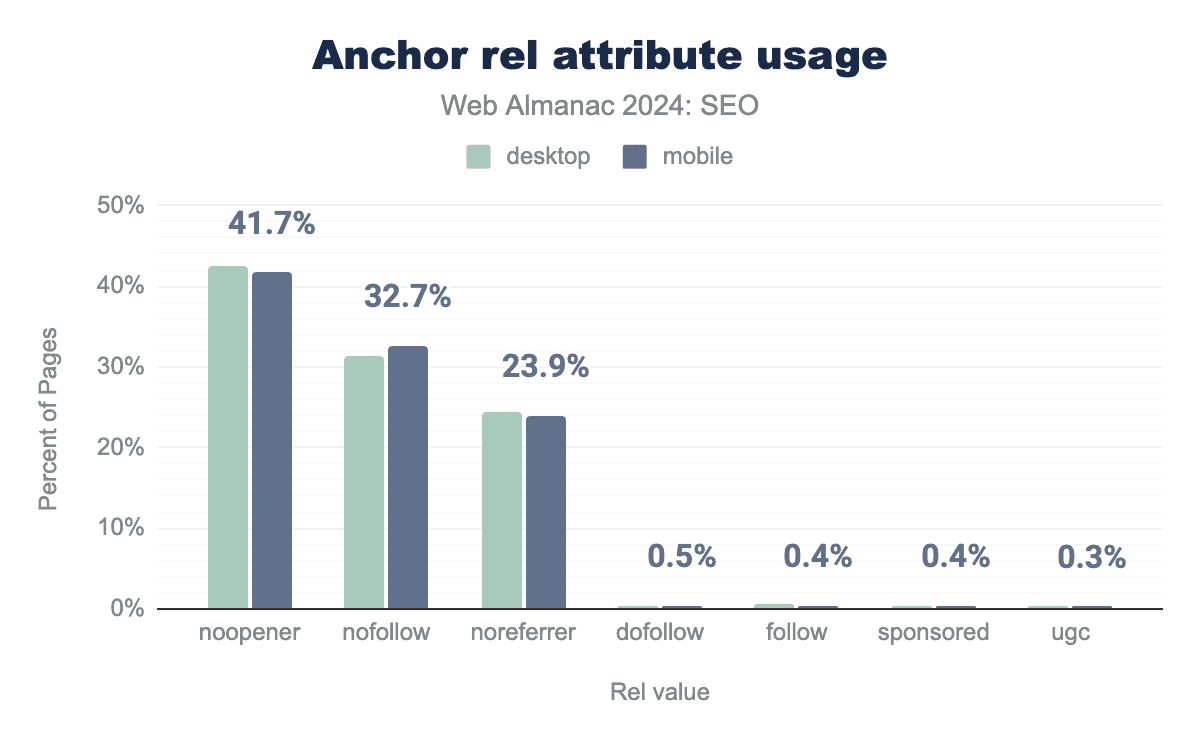 Anchor rel attribute usage
Web Almanac 2024: SEO
desktop mobile
50%
41.7%
40%
32.7%
30%
23.9%
20%
10%
0.5% 0.4% 0.4% 0.3%
0%
Percent of Pages
noopener nofollow noreferrer dofollow follow sponsored ugc
Rel value